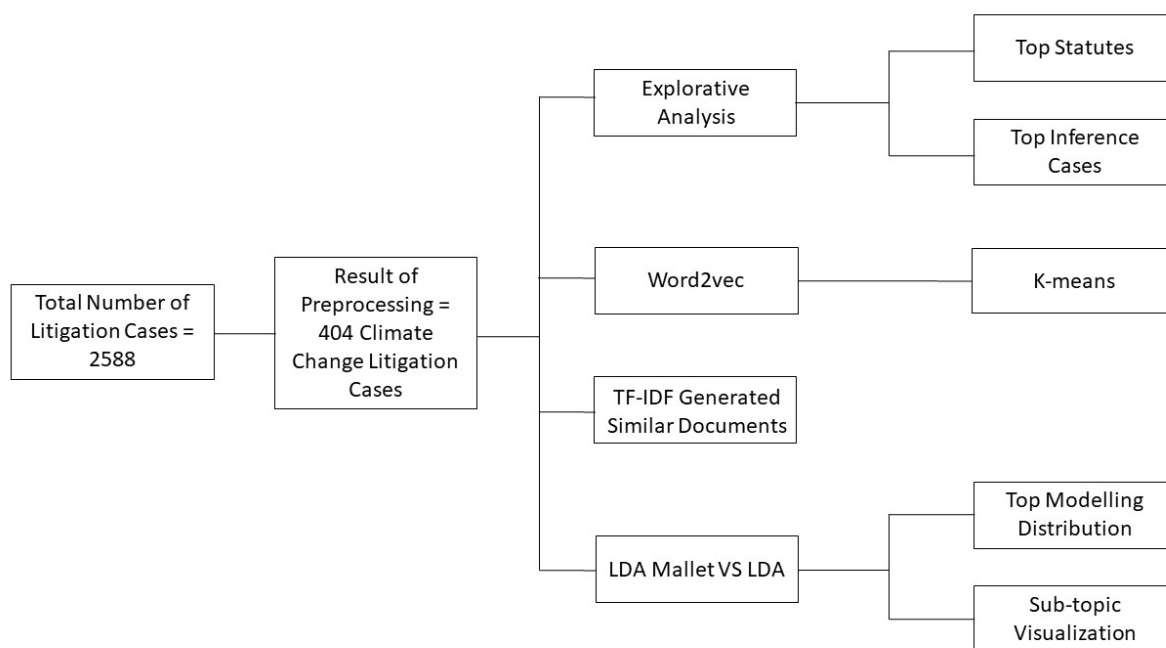 Total Number of
Litigation Cases =
2588
Result of
Preprocessing =
404 Climate
Change Litigation
Cases
Explorative
Analysis
Top Statutes
Top Inference
Cases
Word2vec
K-means
TF-IDF Generated
Similar Documents
LDA Mallet VS LDA
Top Modelling
Distribution
Sub-topic
Visualization